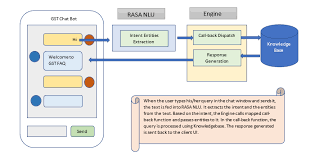 GST Chat Bot
RASA NLU
Engine
Hi
Welcome to
GST FAQ
Send
Intent Entities
Extraction
Call-back Dispatch
Response
Generation
Knowledge
Base
When the user types his/her query in the chat window and send it,
the text is fed into RASA NLU. It extracts the intent and the entities
from the text. Based on the intent, the Engine calls mapped call-
back function and passes entities to it. In the call-back function, the
query is processed using Knowledge base. The response generated
is sent back to the client UI.